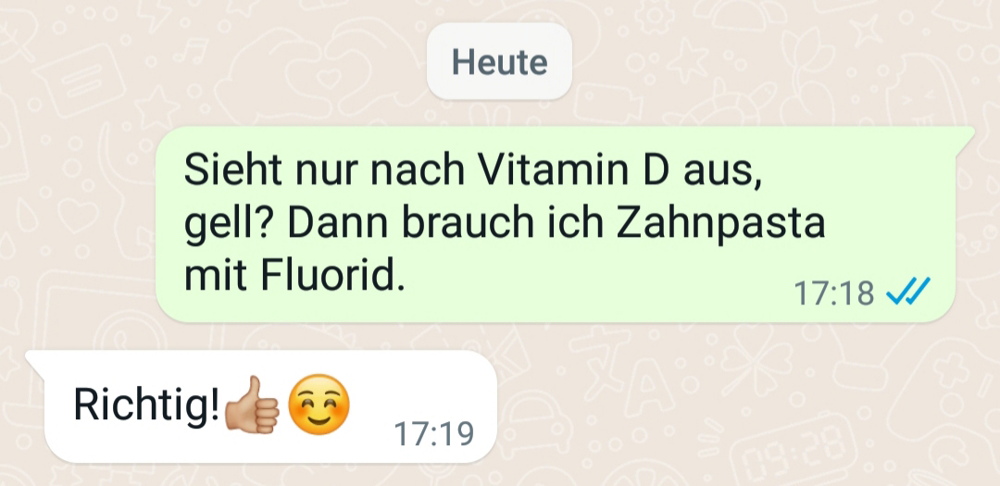 Heute
Sieht nur nach Vitamin D aus,
gell? Dann brauch ich Zahnpasta
mit Fluorid.
17:18
Richtig!👍🏼☺️
17:19